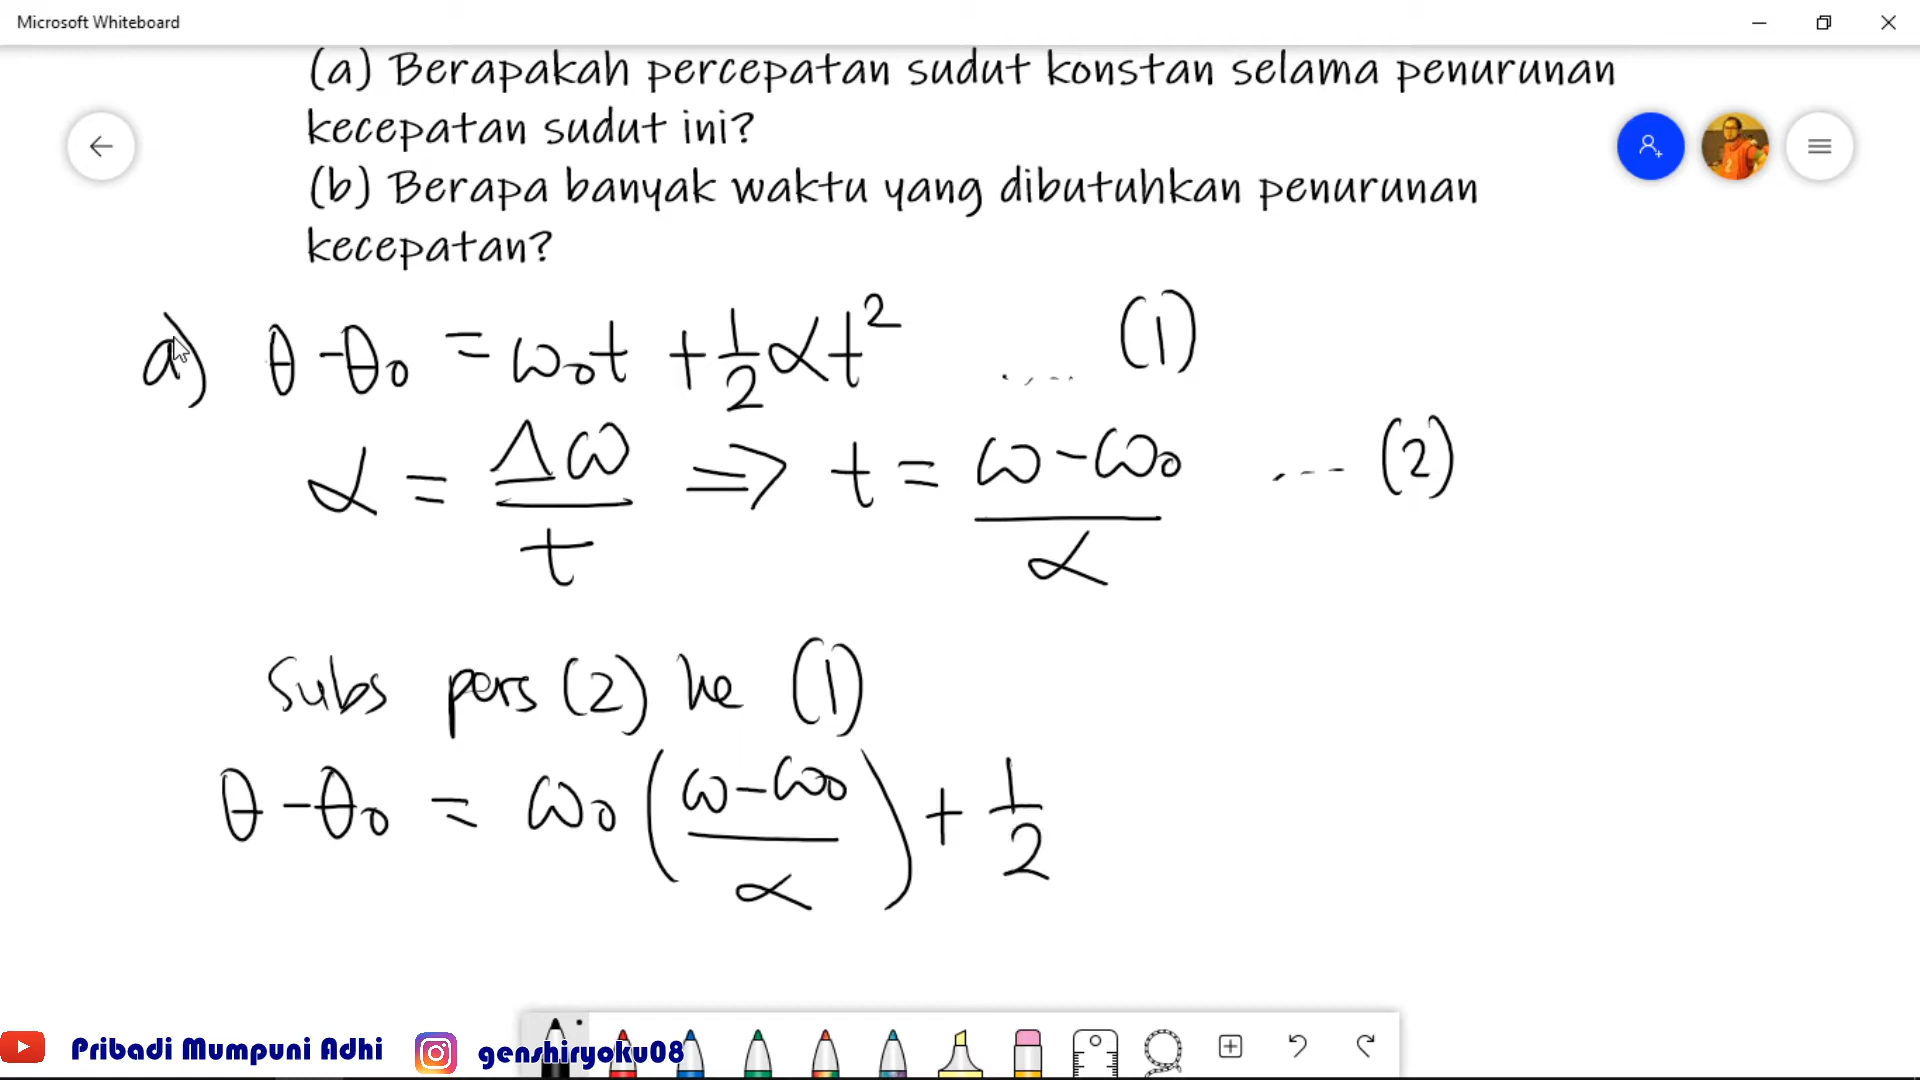 Microsoft Whiteboard
(a) Berapakah percepatan sudut konstan selama penurunan
kecepatan sudut ini?
(b) Berapa banyak waktu yang dibutuhkan penurunan
kecepatan?
a) θ - θ₀ = ω₀t + 1/2 αt² .... (1)
α = Δω/t ⇒ t = (ω - ω₀)/α .... (2)
Subs pers (2) ke (1)
θ - θ₀ = ω₀ ((ω - ω₀)/α) + 1/2
Pribadi Mumpuni Adhi genshiryoku08